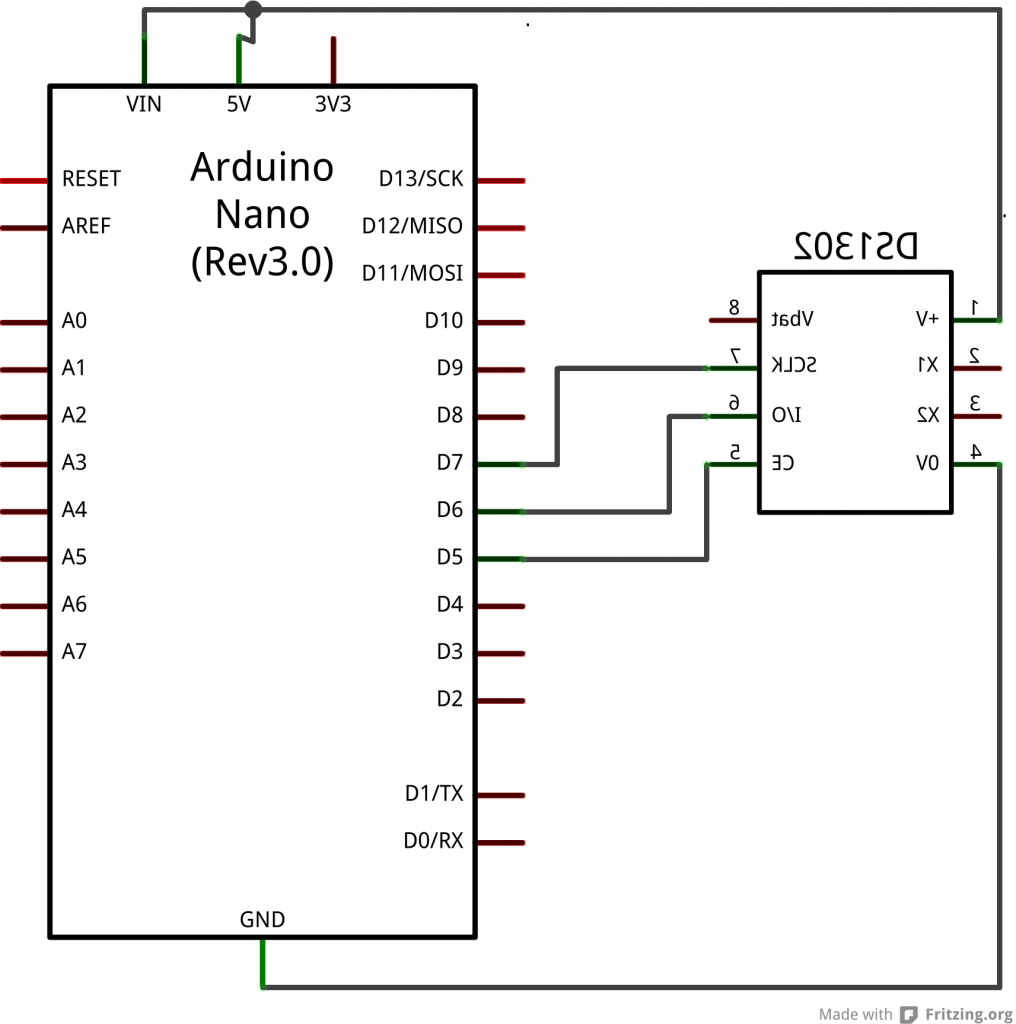 VIN 5V 3V3
Arduino
Nano
(Rev3.0)
RESET
AREF
A0
A1
A2
A3
A4
A5
A6
A7
D13/SCK
D12/MISO
D11/MOSI
D10
D9
D8
D7
D6
D5
D4
D3
D2
D1/TX
D0/RX
GND
DS1302
8 Vbat
7 SCLK
6 I/O
5 CE
V+ 1
X1 2
X2 3
0V 4
Made with Fritzing.org